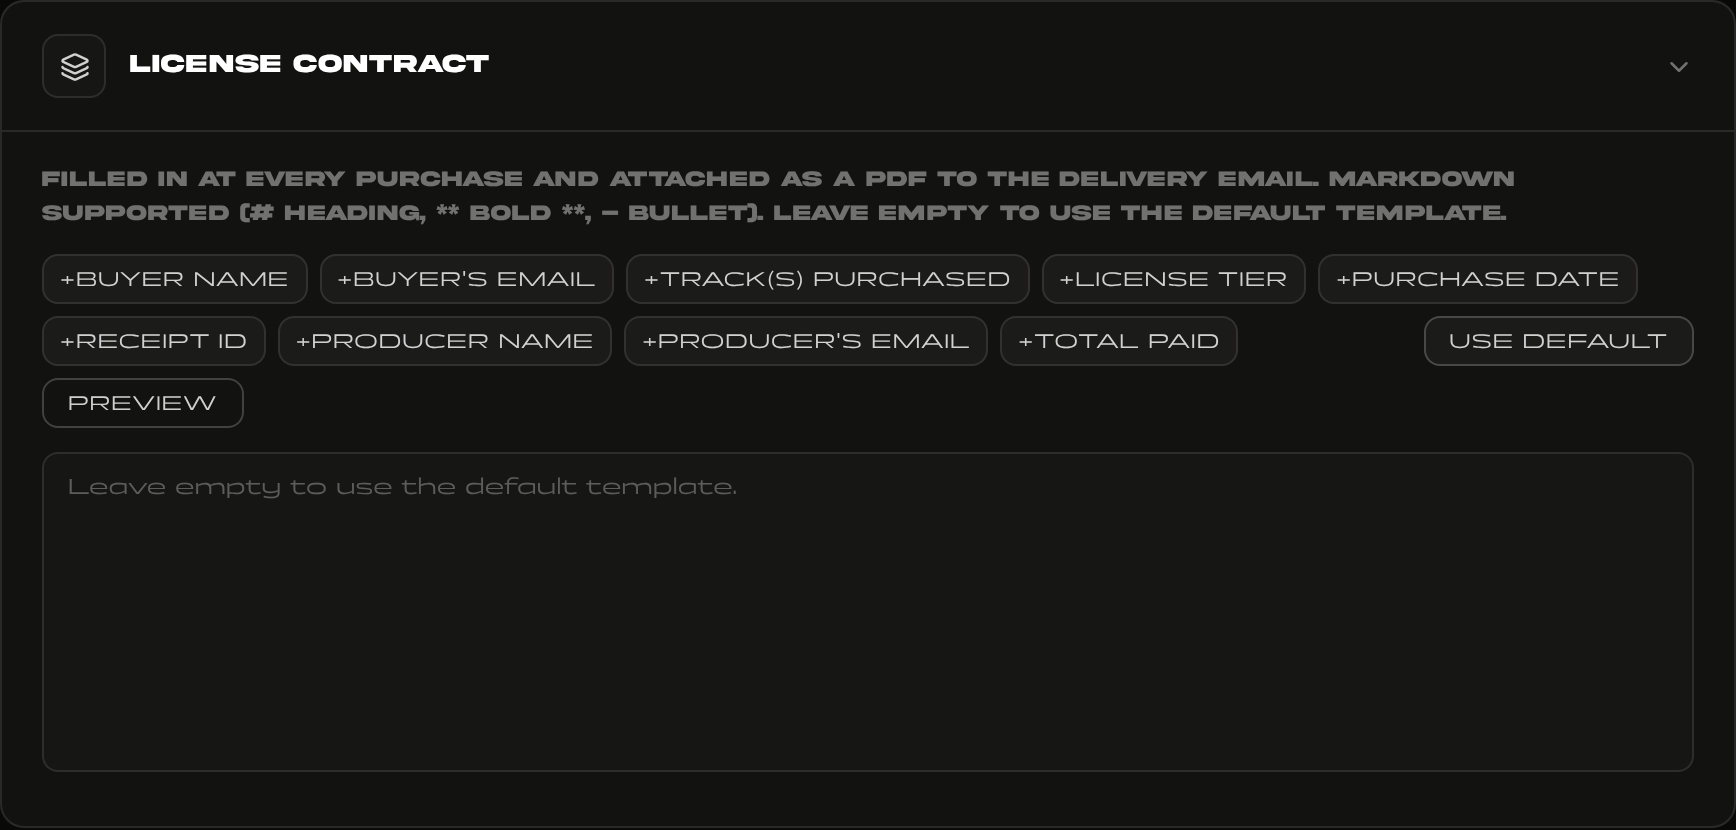 LICENSE CONTRACT
FILLED IN AT EVERY PURCHASE AND ATTACHED AS A PDF TO THE DELIVERY EMAIL. MARKDOWN
SUPPORTED (# HEADING, ** BOLD **, – BULLET). LEAVE EMPTY TO USE THE DEFAULT TEMPLATE.
+BUYER NAME +BUYER'S EMAIL +TRACK(S) PURCHASED +LICENSE TIER +PURCHASE DATE
+RECEIPT ID +PRODUCER NAME +PRODUCER'S EMAIL +TOTAL PAID USE DEFAULT
PREVIEW
Leave empty to use the default template.